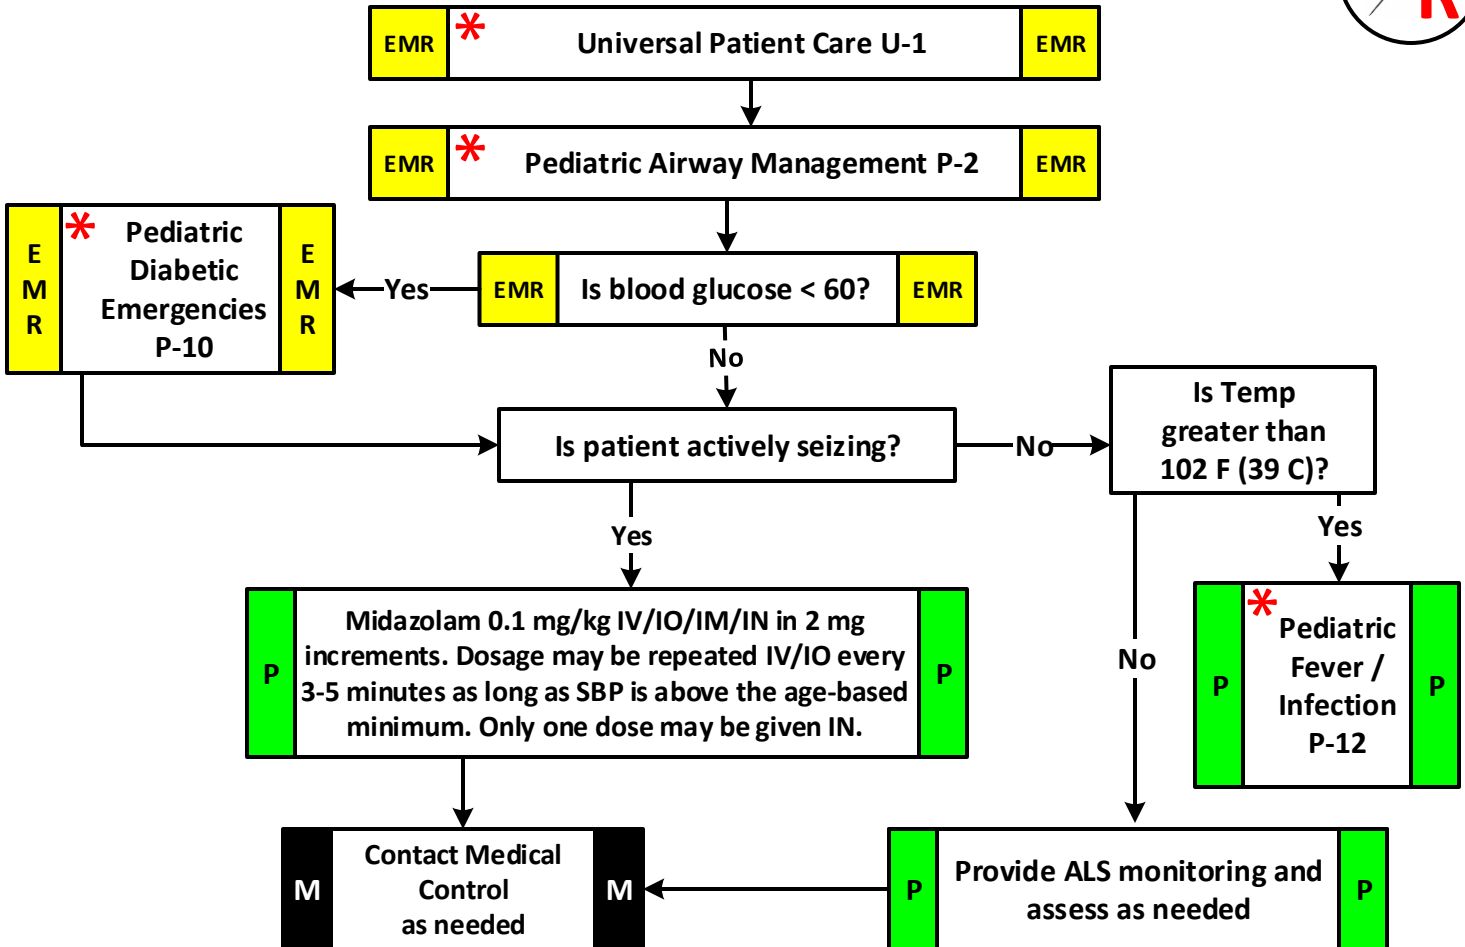 R
EMR * Universal Patient Care U-1 EMR
EMR * Pediatric Airway Management P-2 EMR
E
M
R
* Pediatric
Diabetic
Emergencies
P-10
E
M
R
Yes
EMR Is blood glucose < 60? EMR
No
Is patient actively seizing?
No
Is Temp
greater than
102 F (39 C)?
Yes
Yes
P
Midazolam 0.1 mg/kg IV/IO/IM/IN in 2 mg
increments. Dosage may be repeated IV/IO every
3-5 minutes as long as SBP is above the age-based
minimum. Only one dose may be given IN.
P
No
P
* Pediatric
Fever /
Infection
P-12
P
M
Contact Medical
Control
as needed
M
P
Provide ALS monitoring and
assess as needed
P